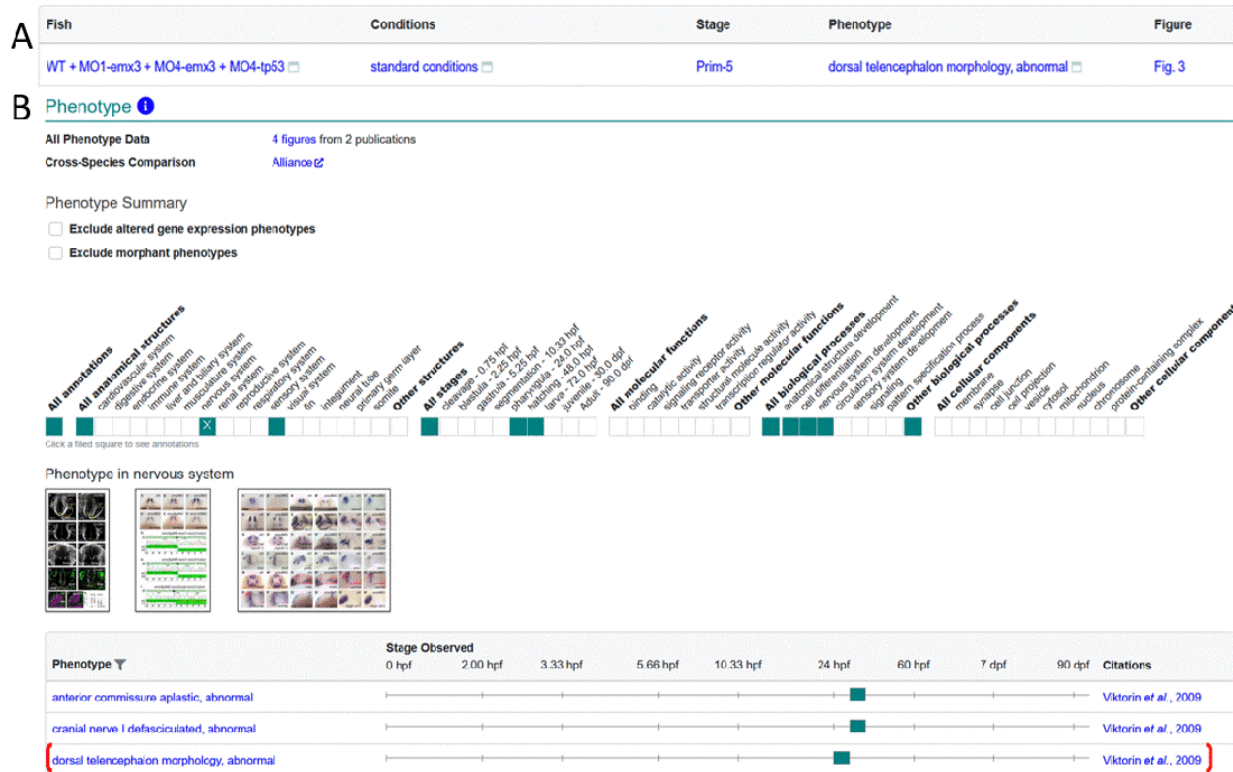 A
Fish Conditions Stage Phenotype Figure
WT + MO1-emx3 + MO4-emx3 + MO4-tp53 standard conditions Prim-5 dorsal telencephalon morphology, abnormal Fig. 3
B
Phenotype i
All Phenotype Data 4 figures from 2 publications
Cross-Species Comparison Alliance
Phenotype Summary
Exclude altered gene expression phenotypes
Exclude morphant phenotypes
All annotations
All anatomical structures
cardiovascular system
digestive system
endocrine system
immune system
liver and biliary system
musculature system
nervous system
renal system
reproductive system
respiratory system
sensory system
visual system
fin
integument
neural tube
primary germ layer
somite
Other structures
All stages
cleavage - 0.75 hpf
blastula - 2.25 hpf
gastrula - 5.25 hpf
segmentation - 10.33 hpf
pharyngula - 24.0 hpf
hatching - 48.0 hpf
larva - 72.0 hpf
juvenile - 30.0 dpf
Adult - 90.0 dpf
All molecular functions
binding
catalytic activity
signaling receptor activity
transporter activity
structural molecule activity
transcription regulator activity
Other molecular functions
All biological processes
anatomical structure development
cell differentiation
nervous system development
circulatory system development
sensory system development
signaling
pattern specification process
Other biological processes
All cellular components
membrane
synapse
cell junction
cell projection
vesicle
cytosol
mitochondrion
nucleus
chromosome
protein-containing complex
Other cellular component
X
Click a filled square to see annotations
Phenotype in nervous system
Stage Observed
Phenotype 0 hpf 2.00 hpf 3.33 hpf 5.66 hpf 10.33 hpf 24 hpf 60 hpf 7 dpf 90 dpf Citations
anterior commissure aplastic, abnormal Viktorin et al., 2009
cranial nerve I defasciculated, abnormal Viktorin et al., 2009
dorsal telencephalon morphology, abnormal Viktorin et al., 2009